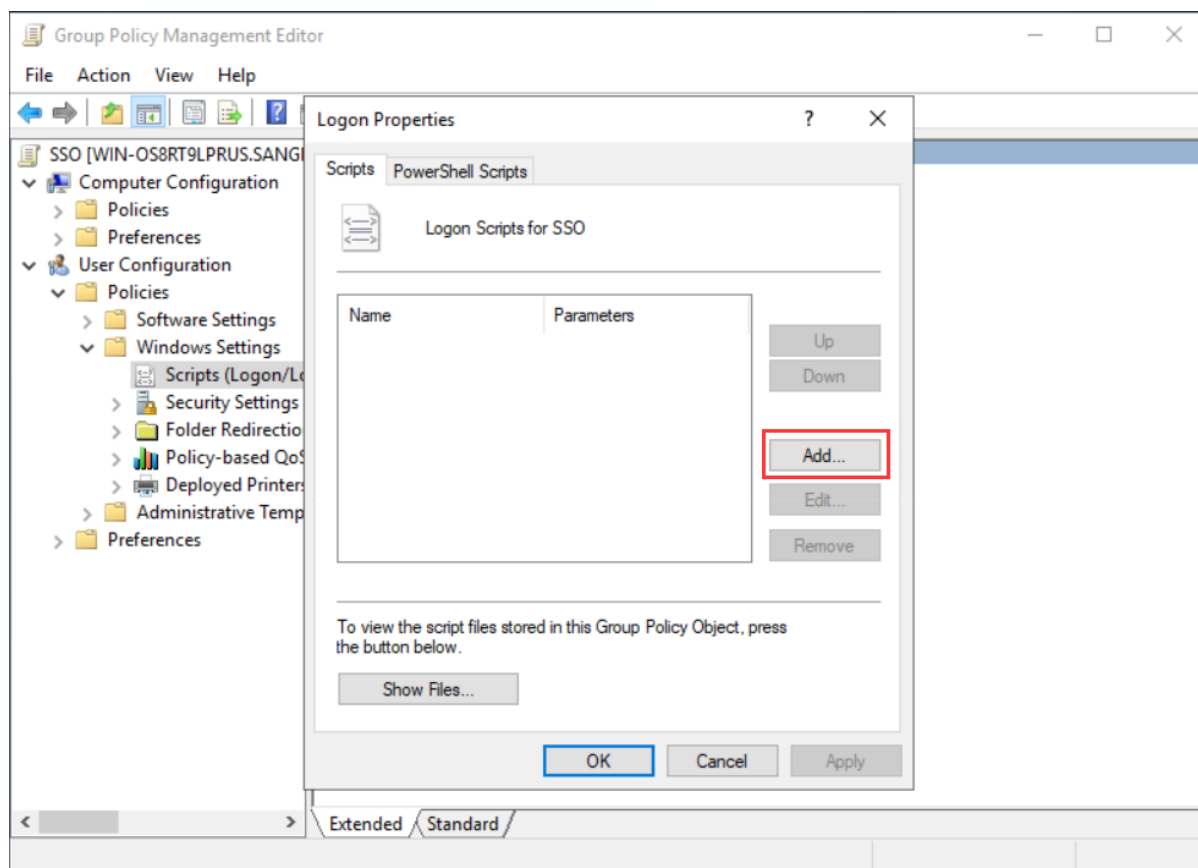 Group Policy Management Editor
File Action View Help
Logon Properties ?
SSO [WIN-OS8RT9LPRUS.SANG
Computer Configuration
Policies
Preferences
User Configuration
Policies
Software Settings
Windows Settings
Scripts (Logon/Lo
Security Settings
Folder Redirectio
Policy-based QoS
Deployed Printers
Administrative Temp
Preferences
Scripts PowerShell Scripts
Logon Scripts for SSO
Name Parameters
Up
Down
Add...
Edit...
Remove
To view the script files stored in this Group Policy Object, press
the button below.
Show Files...
OK Cancel Apply
Extended Standard